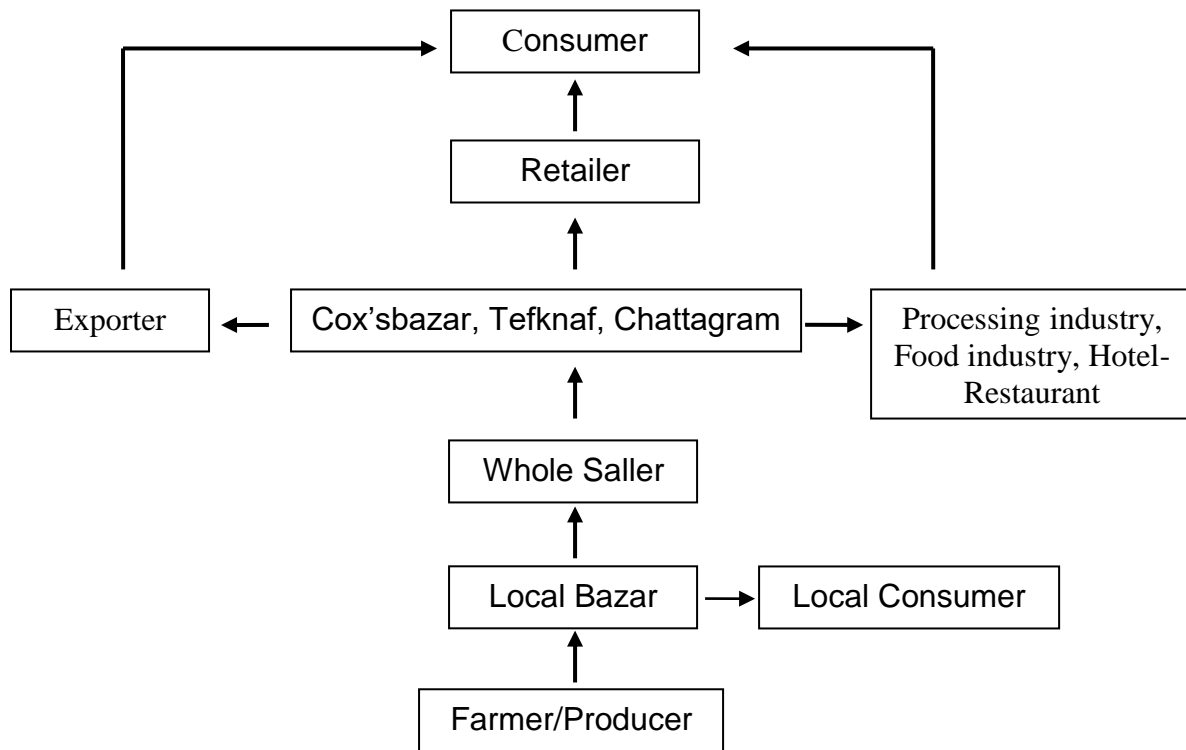 Consumer
Retailer
Exporter
Cox'sbazar, Tefknaf, Chattagram
Processing industry,
Food industry, Hotel-
Restaurant
Whole Saller
Local Bazar
Local Consumer
Farmer/Producer